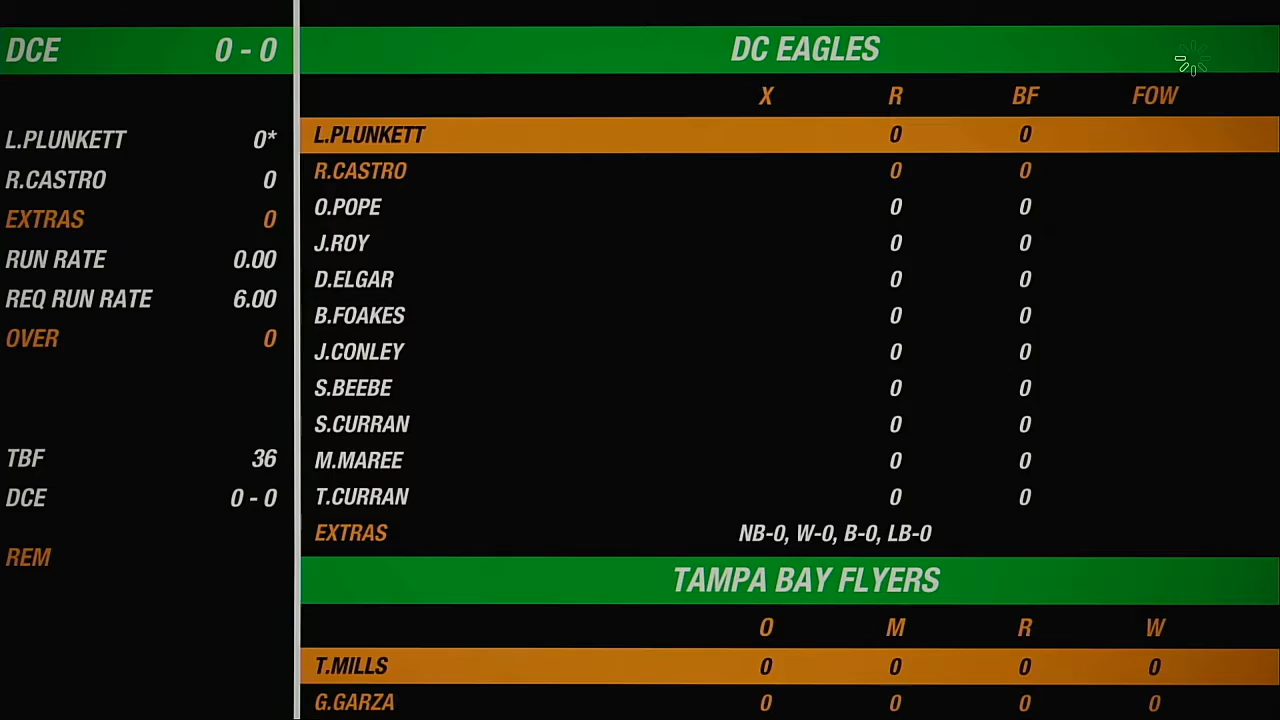 DCE 0 - 0
L.PLUNKETT 0*
R.CASTRO 0
EXTRAS 0
RUN RATE 0.00
REQ RUN RATE 6.00
OVER 0
TBF 36
DCE 0 - 0
REM
DC EAGLES
X R BF FOW
L.PLUNKETT 0 0
R.CASTRO 0 0
O.POPE 0 0
J.ROY 0 0
D.ELGAR 0 0
B.FOAKES 0 0
J.CONLEY 0 0
S.BEEBE 0 0
S.CURRAN 0 0
M.MAREE 0 0
T.CURRAN 0 0
EXTRAS NB-0, W-0, B-0, LB-0
TAMPA BAY FLYERS
O M R W
T.MILLS 0 0 0 0
G.GARZA 0 0 0 0